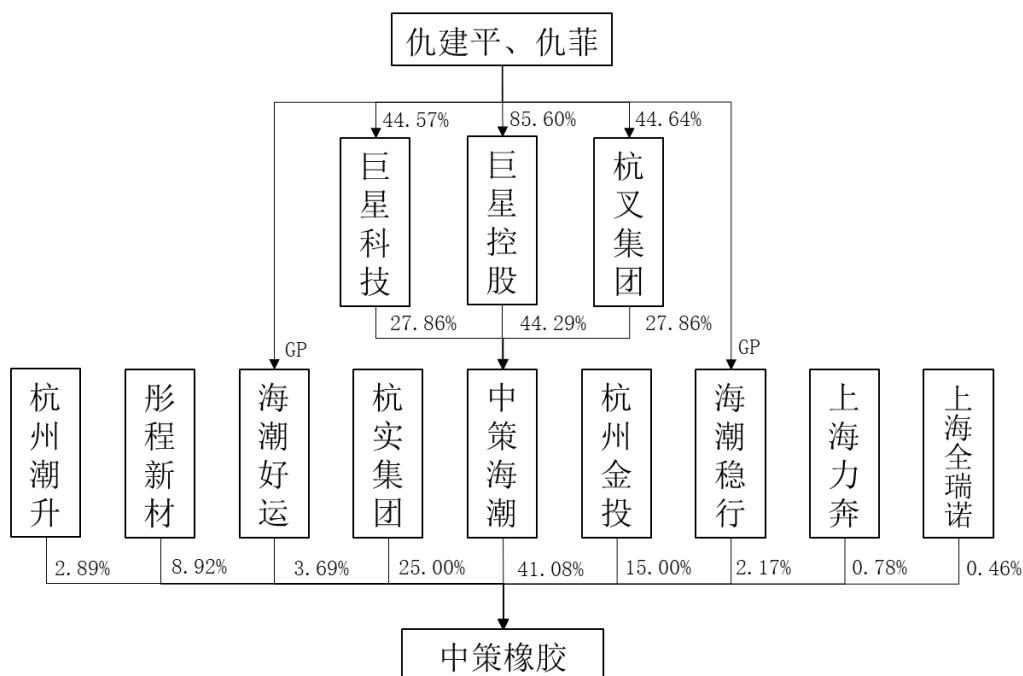 仇建平、仇菲
44.57%
85.60%
44.64%
巨星科技
巨星控股
杭叉集团
27.86%
44.29%
27.86%
GP
GP
杭州潮升
彤程新材
海潮好运
杭实集团
中策海潮
杭州金投
海潮稳行
上海力奔
上海全瑞诺
2.89%
8.92%
3.69%
25.00%
41.08%
15.00%
2.17%
0.78%
0.46%
中策橡胶